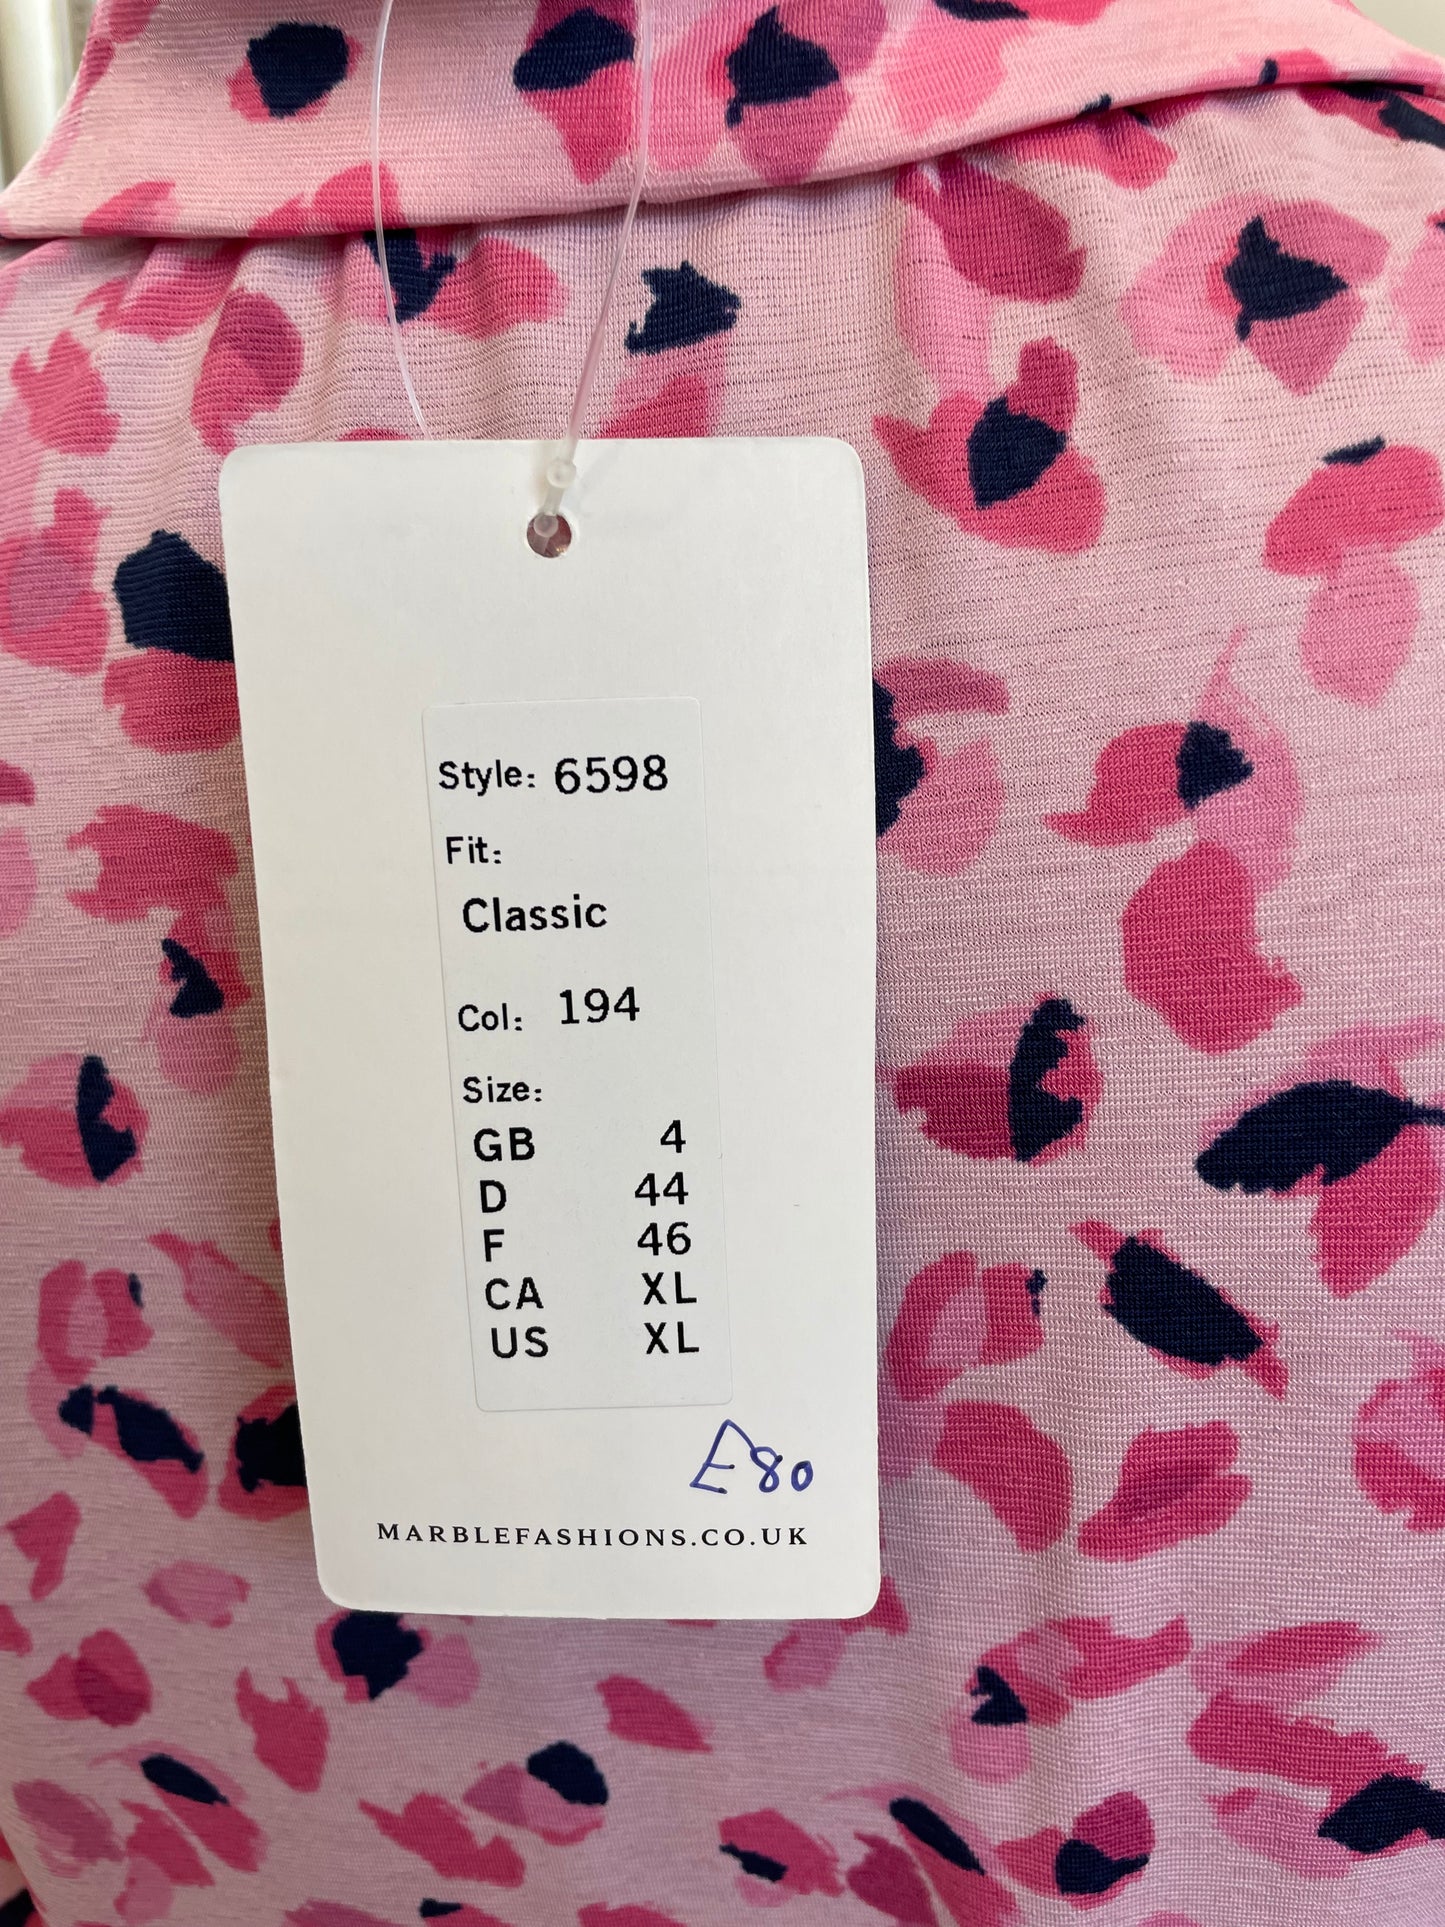 Style: 6598
Fit:
Classic
Col: 194
Size:
GB 4
D 44
F 46
CA XL
US XL
£80
MARBLEFASHIONS.CO.UK